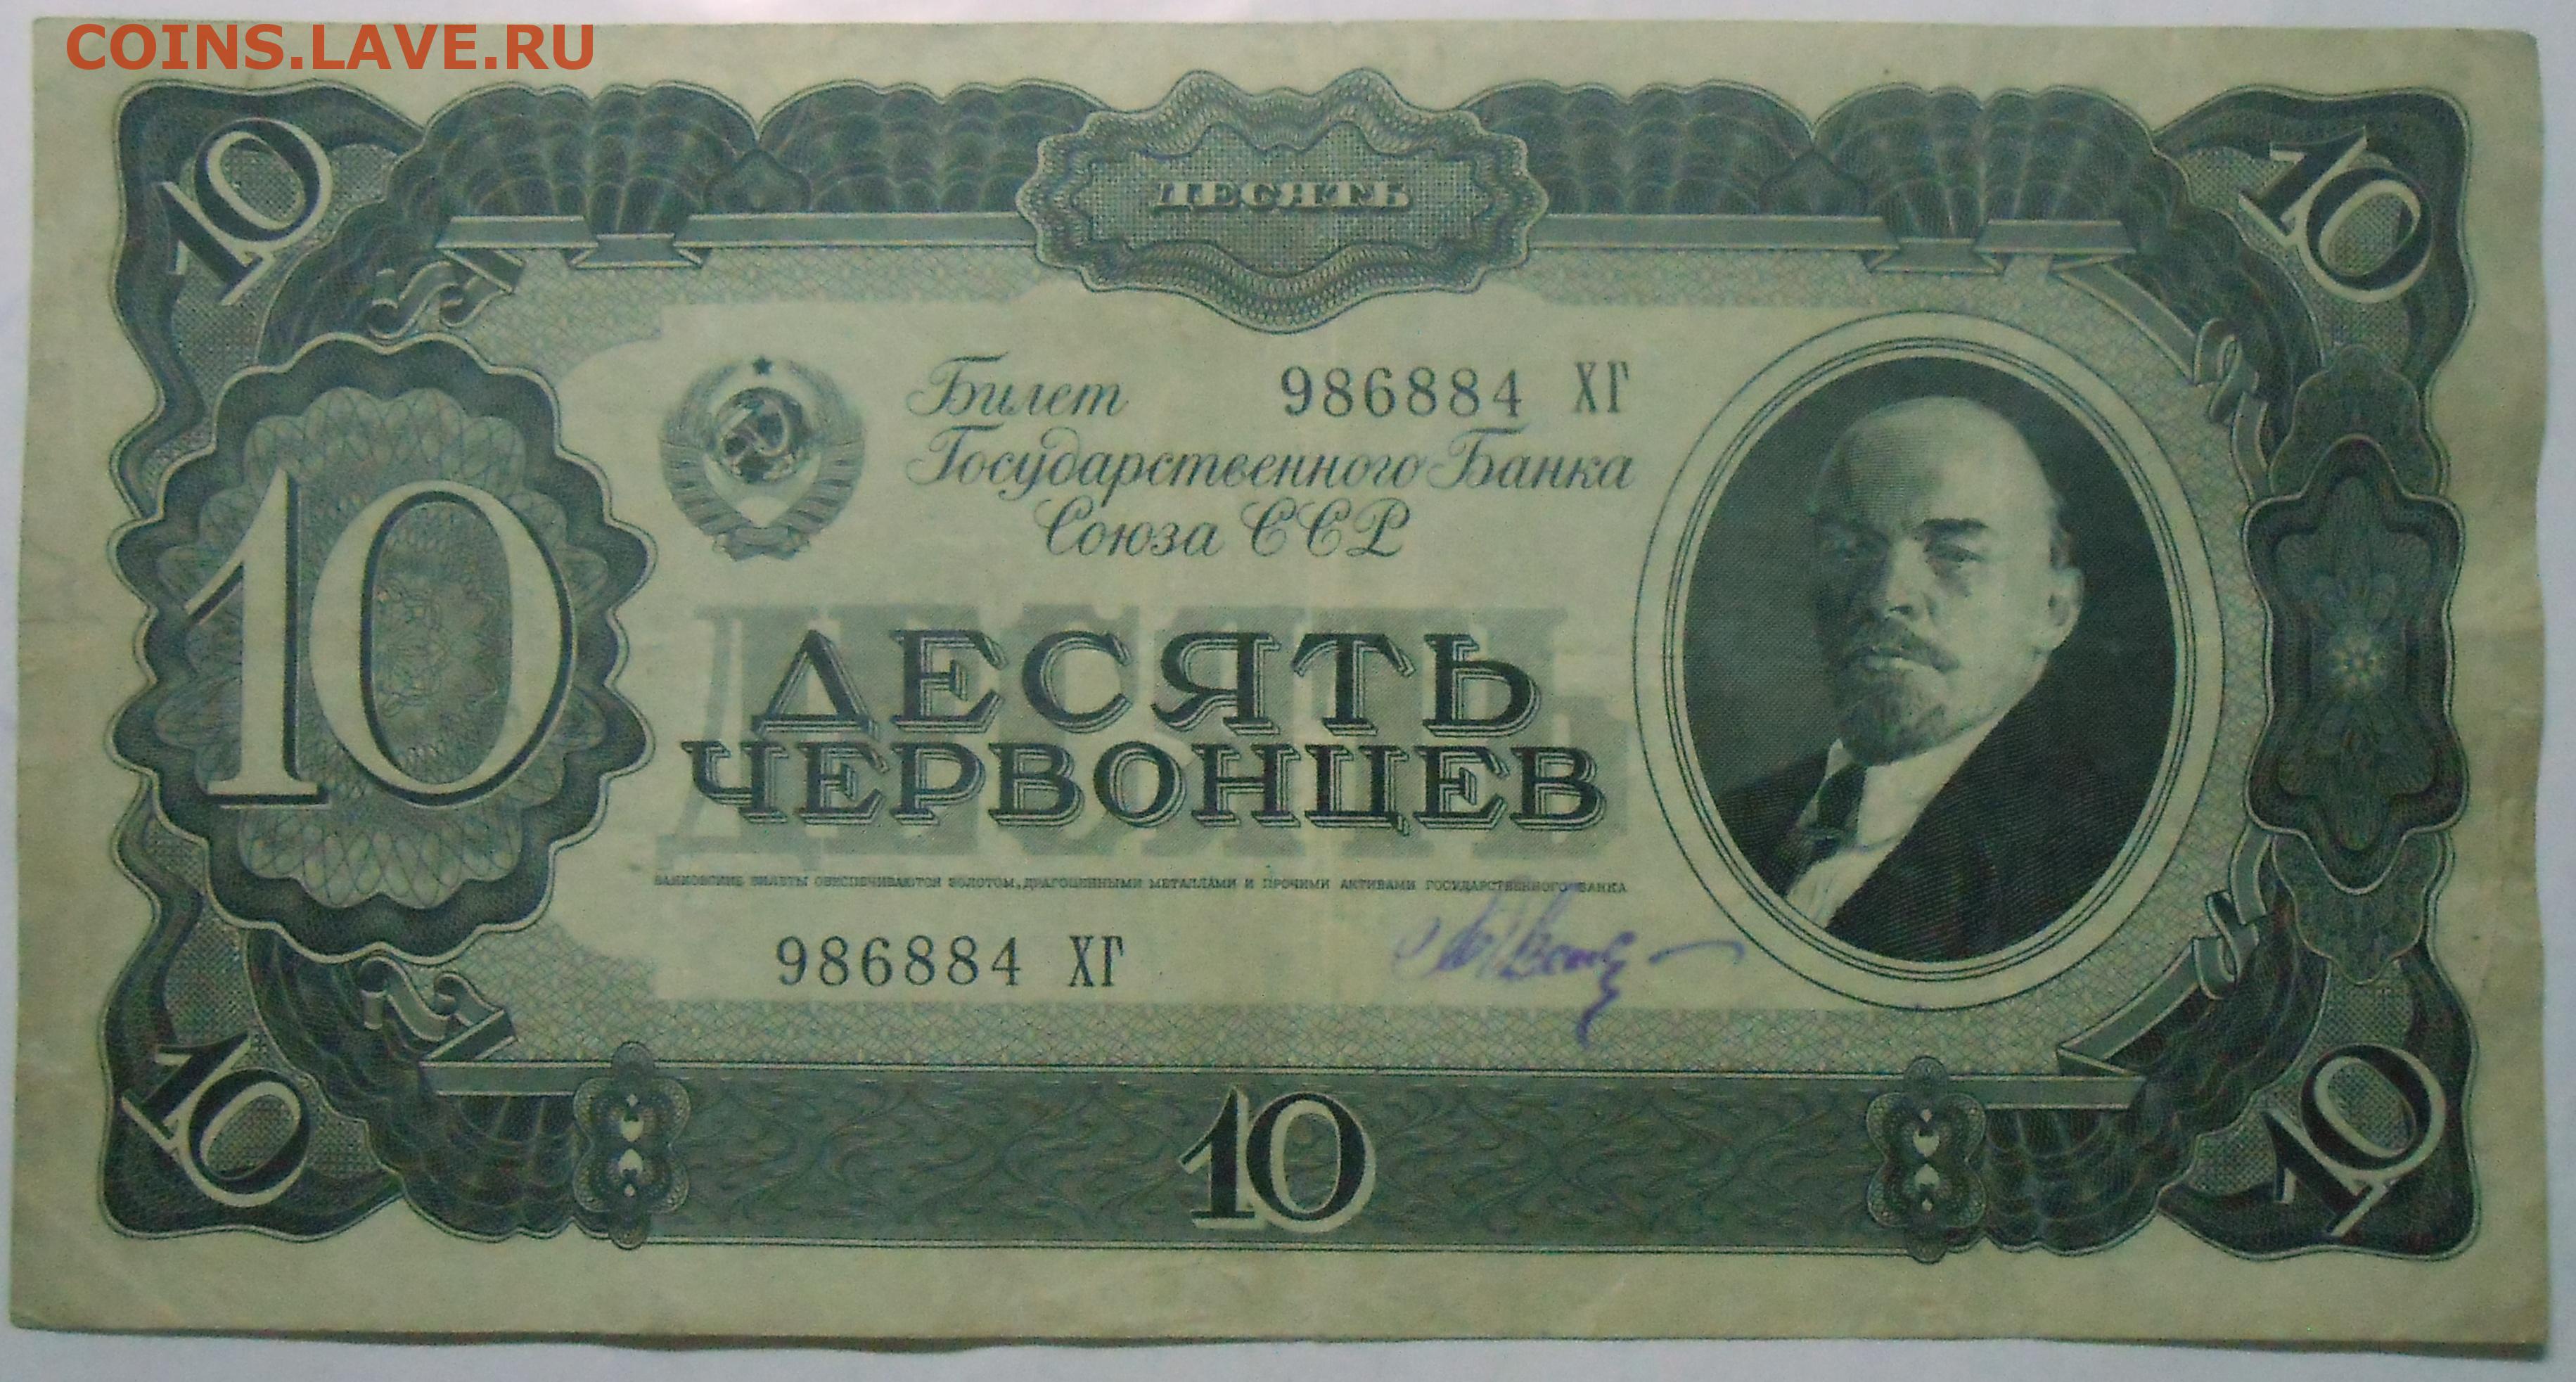 COINS.LAVE.RU
10
ДЕСЯТЬ
10
Билет 986884 ХГ
Государственного Банка
Союза ССР
10
ДЕСЯТЬ
ДЕСЯТЬ
ЧЕРВОНЦЕВ
БАНКОВСКИЕ БИЛЕТЫ ОБЕСПЕЧИВАЮТСЯ ЗОЛОТОМ, ДРАГОЦЕННЫМИ МЕТАЛЛАМИ И ПРОЧИМИ АКТИВАМИ ГОСУДАРСТВЕННОГО БАНКА
986884 ХГ
10
10
10